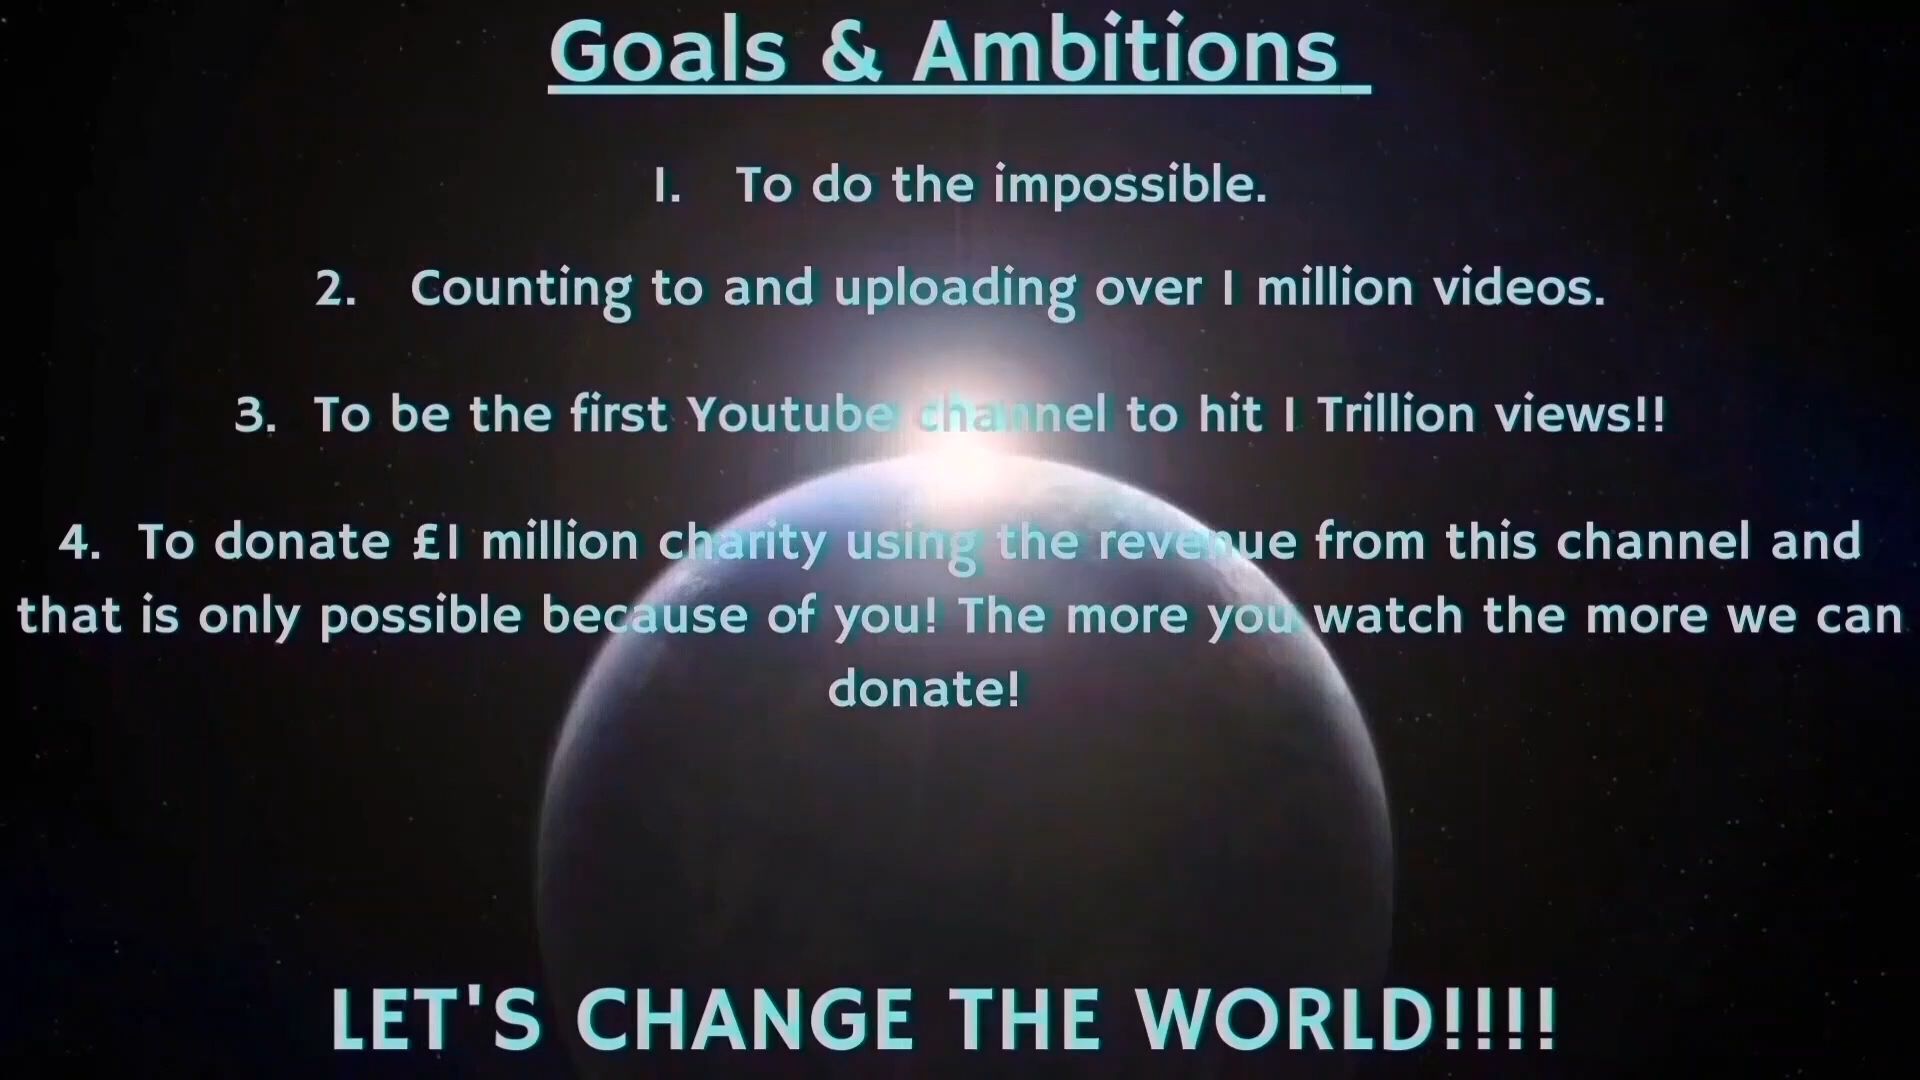 Goals & Ambitions
1. To do the impossible.
2. Counting to and uploading over 1 million videos.
3. To be the first Youtube channel to hit 1 Trillion views!!
4. To donate £1 million charity using the revenue from this channel and
that is only possible because of you! The more you watch the more we can
donate!
LET'S CHANGE THE WORLD!!!!